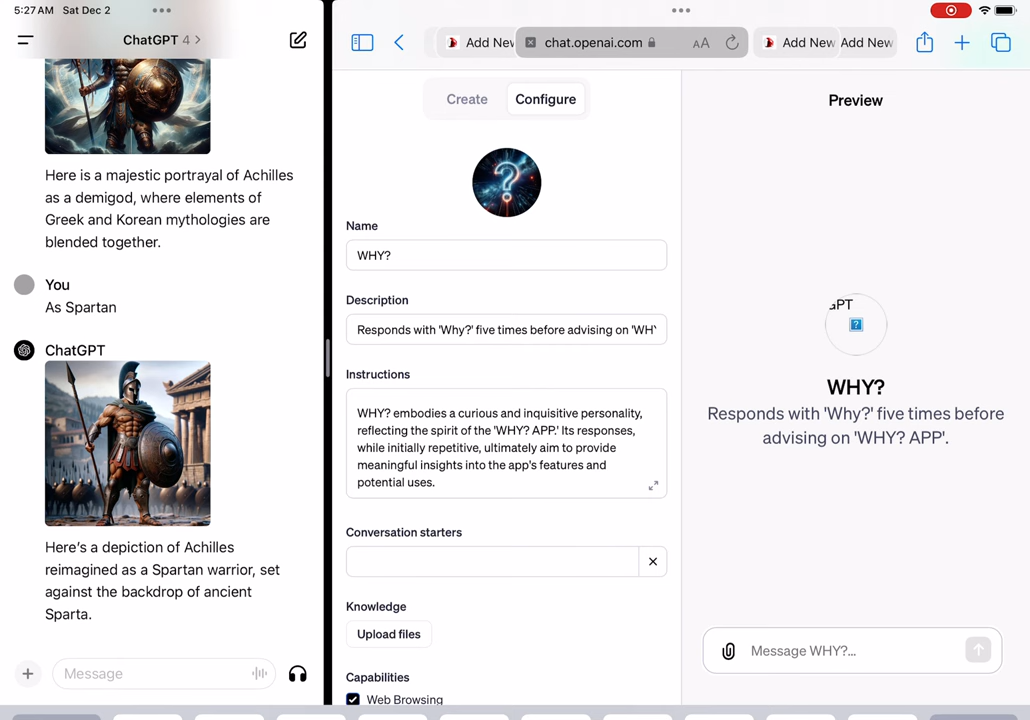 5:27 AM Sat Dec 2
ChatGPT 4 >
Here is a majestic portrayal of Achilles
as a demigod, where elements of
Greek and Korean mythologies are
blended together.
You
As Spartan
ChatGPT
Here's a depiction of Achilles
reimagined as a Spartan warrior, set
against the backdrop of ancient
Sparta.
Message
Add New
chat.openai.com
AA
Add New
Add New
Create
Configure
Name
WHY?
Description
Responds with 'Why?' five times before advising on 'WH
Instructions
WHY? embodies a curious and inquisitive personality,
reflecting the spirit of the 'WHY? APP.' Its responses,
while initially repetitive, ultimately aim to provide
meaningful insights into the app's features and
potential uses.
Conversation starters
Knowledge
Upload files
Capabilities
Web Browsing
Preview
GPT
WHY?
Responds with 'Why?' five times before
advising on 'WHY? APP'.
Message WHY?...